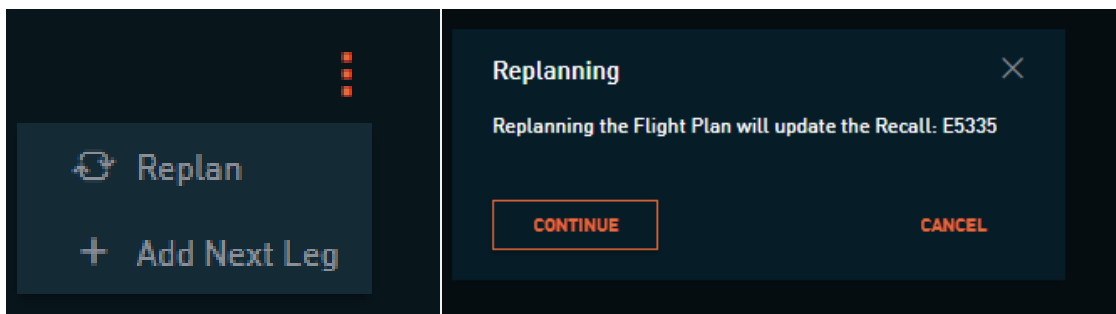 Replan
Add Next Leg
Replanning
Replanning the Flight Plan will update the Recall: E5335
CONTINUE
CANCEL